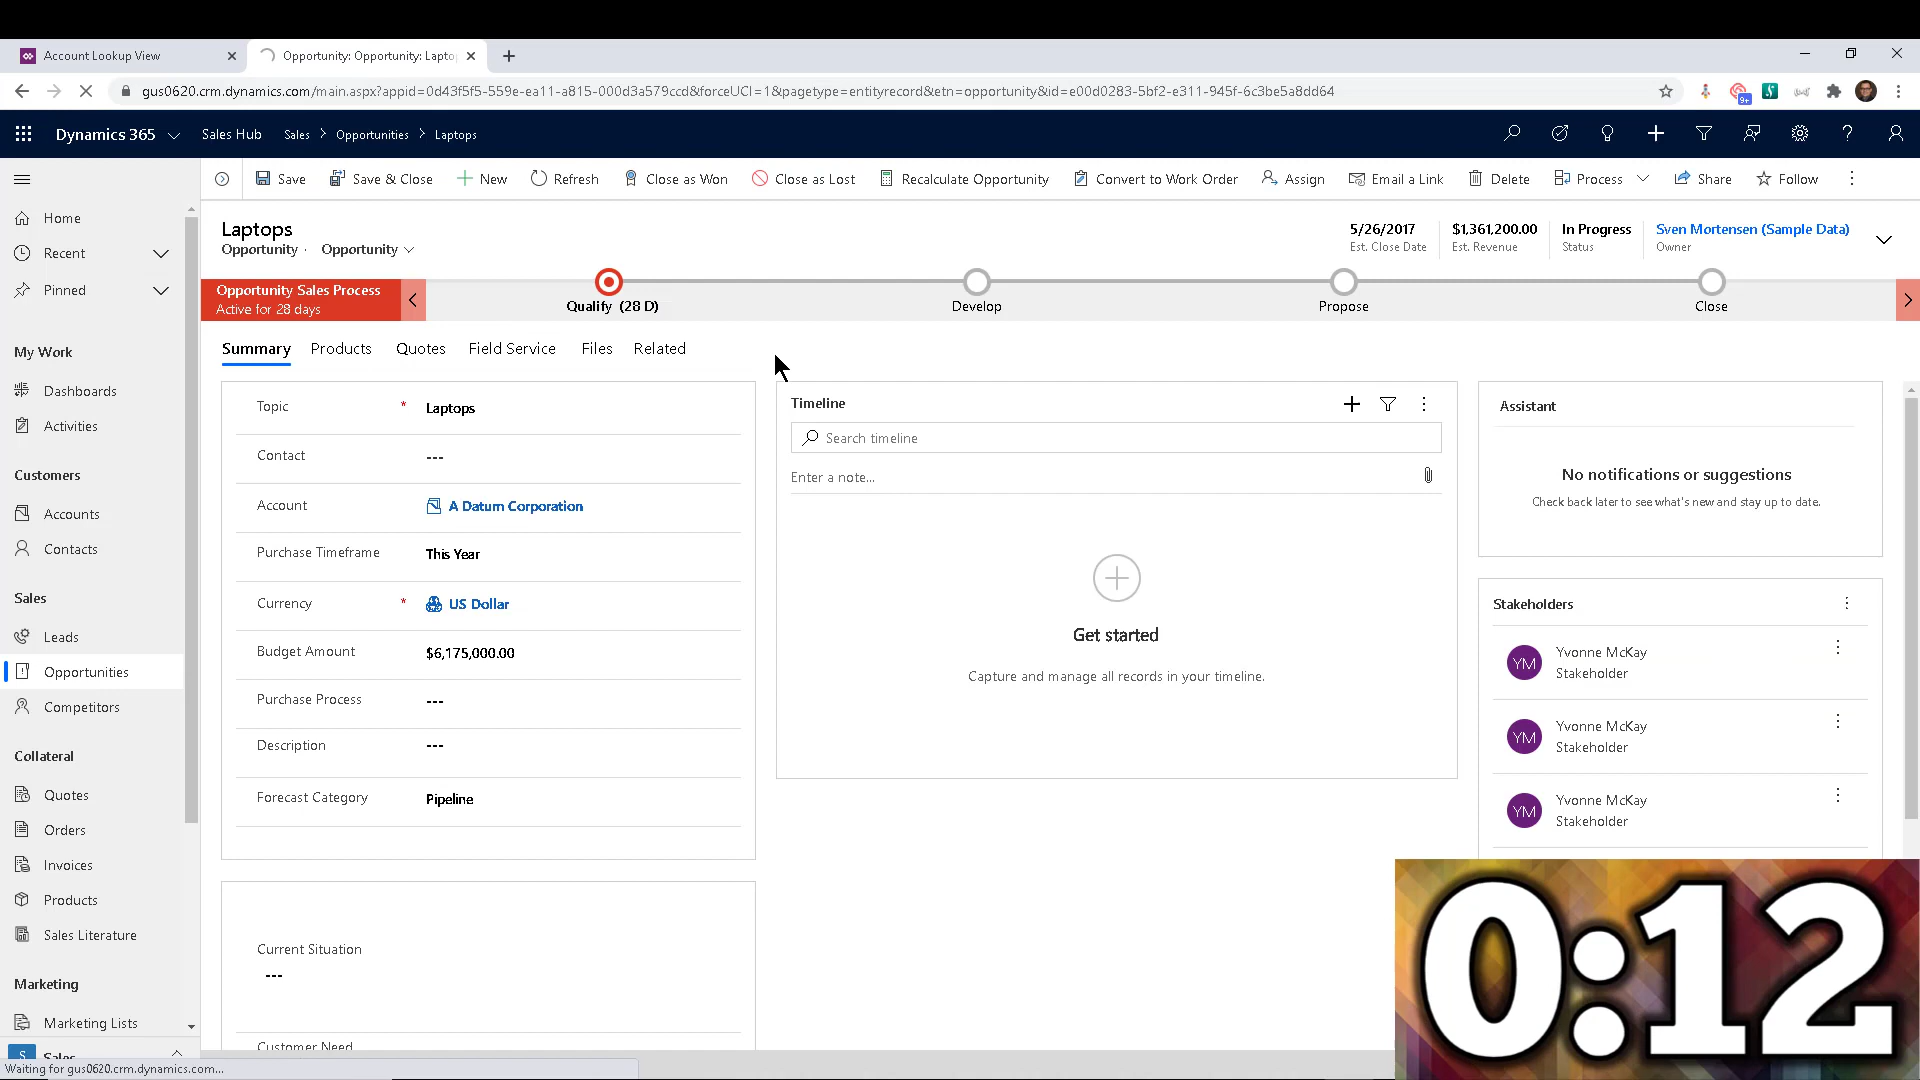 Account Lookup View
Opportunity: Opportunity: Lapto
gus0620.crm.dynamics.com/main.aspx?appid=0d43f5f5-559e-ea11-a815-000d3a579ccd&forceUCI=1&pagetype=entityrecord&etn=opportunity&id=e00d0283-5bf2-e311-945f-6c3be5a8dd64
9+
Dynamics 365
Sales Hub
Sales > Opportunities > Laptops
Save
Save & Close
New
Refresh
Close as Won
Close as Lost
Recalculate Opportunity
Convert to Work Order
Assign
Email a Link
Delete
Process
Share
Follow
Home
Recent
Pinned
My Work
Dashboards
Activities
Customers
Accounts
Contacts
Sales
Leads
Opportunities
Competitors
Collateral
Quotes
Orders
Invoices
Products
Sales Literature
Marketing
Marketing Lists
S
Sales
Laptops
Opportunity · Opportunity
5/26/2017
Est. Close Date
$1,361,200.00
Est. Revenue
In Progress
Status
Sven Mortensen (Sample Data)
Owner
Opportunity Sales Process
Active for 28 days
Qualify (28 D)
Develop
Propose
Close
Summary
Products
Quotes
Field Service
Files
Related
Topic * Laptops
Contact ---
Account A Datum Corporation
Purchase Timeframe This Year
Currency * US Dollar
Budget Amount $6,175,000.00
Purchase Process ---
Description ---
Forecast Category Pipeline
Current Situation
---
Customer Need
Timeline
Search timeline
Enter a note...
Get started
Capture and manage all records in your timeline.
Assistant
No notifications or suggestions
Check back later to see what's new and stay up to date.
Stakeholders
YM
Yvonne McKay
Stakeholder
YM
Yvonne McKay
Stakeholder
YM
Yvonne McKay
Stakeholder
0:12
Waiting for gus0620.crm.dynamics.com...